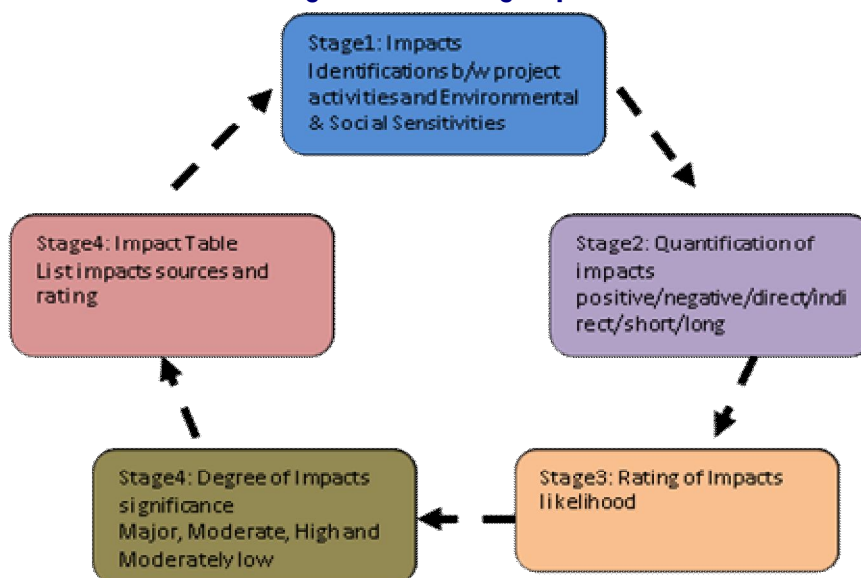 Stage1: Impacts
Identifications b/w project
activities and Environmental
& Social Sensitivities
Stage2: Quantification of
impacts
positive/negative/direct/indi
rect/short/long
Stage3: Rating of Impacts
likelihood
Stage4: Degree of Impacts
significance
Major, Moderate, High and
Moderately low
Stage4: Impact Table
List impacts sources and
rating